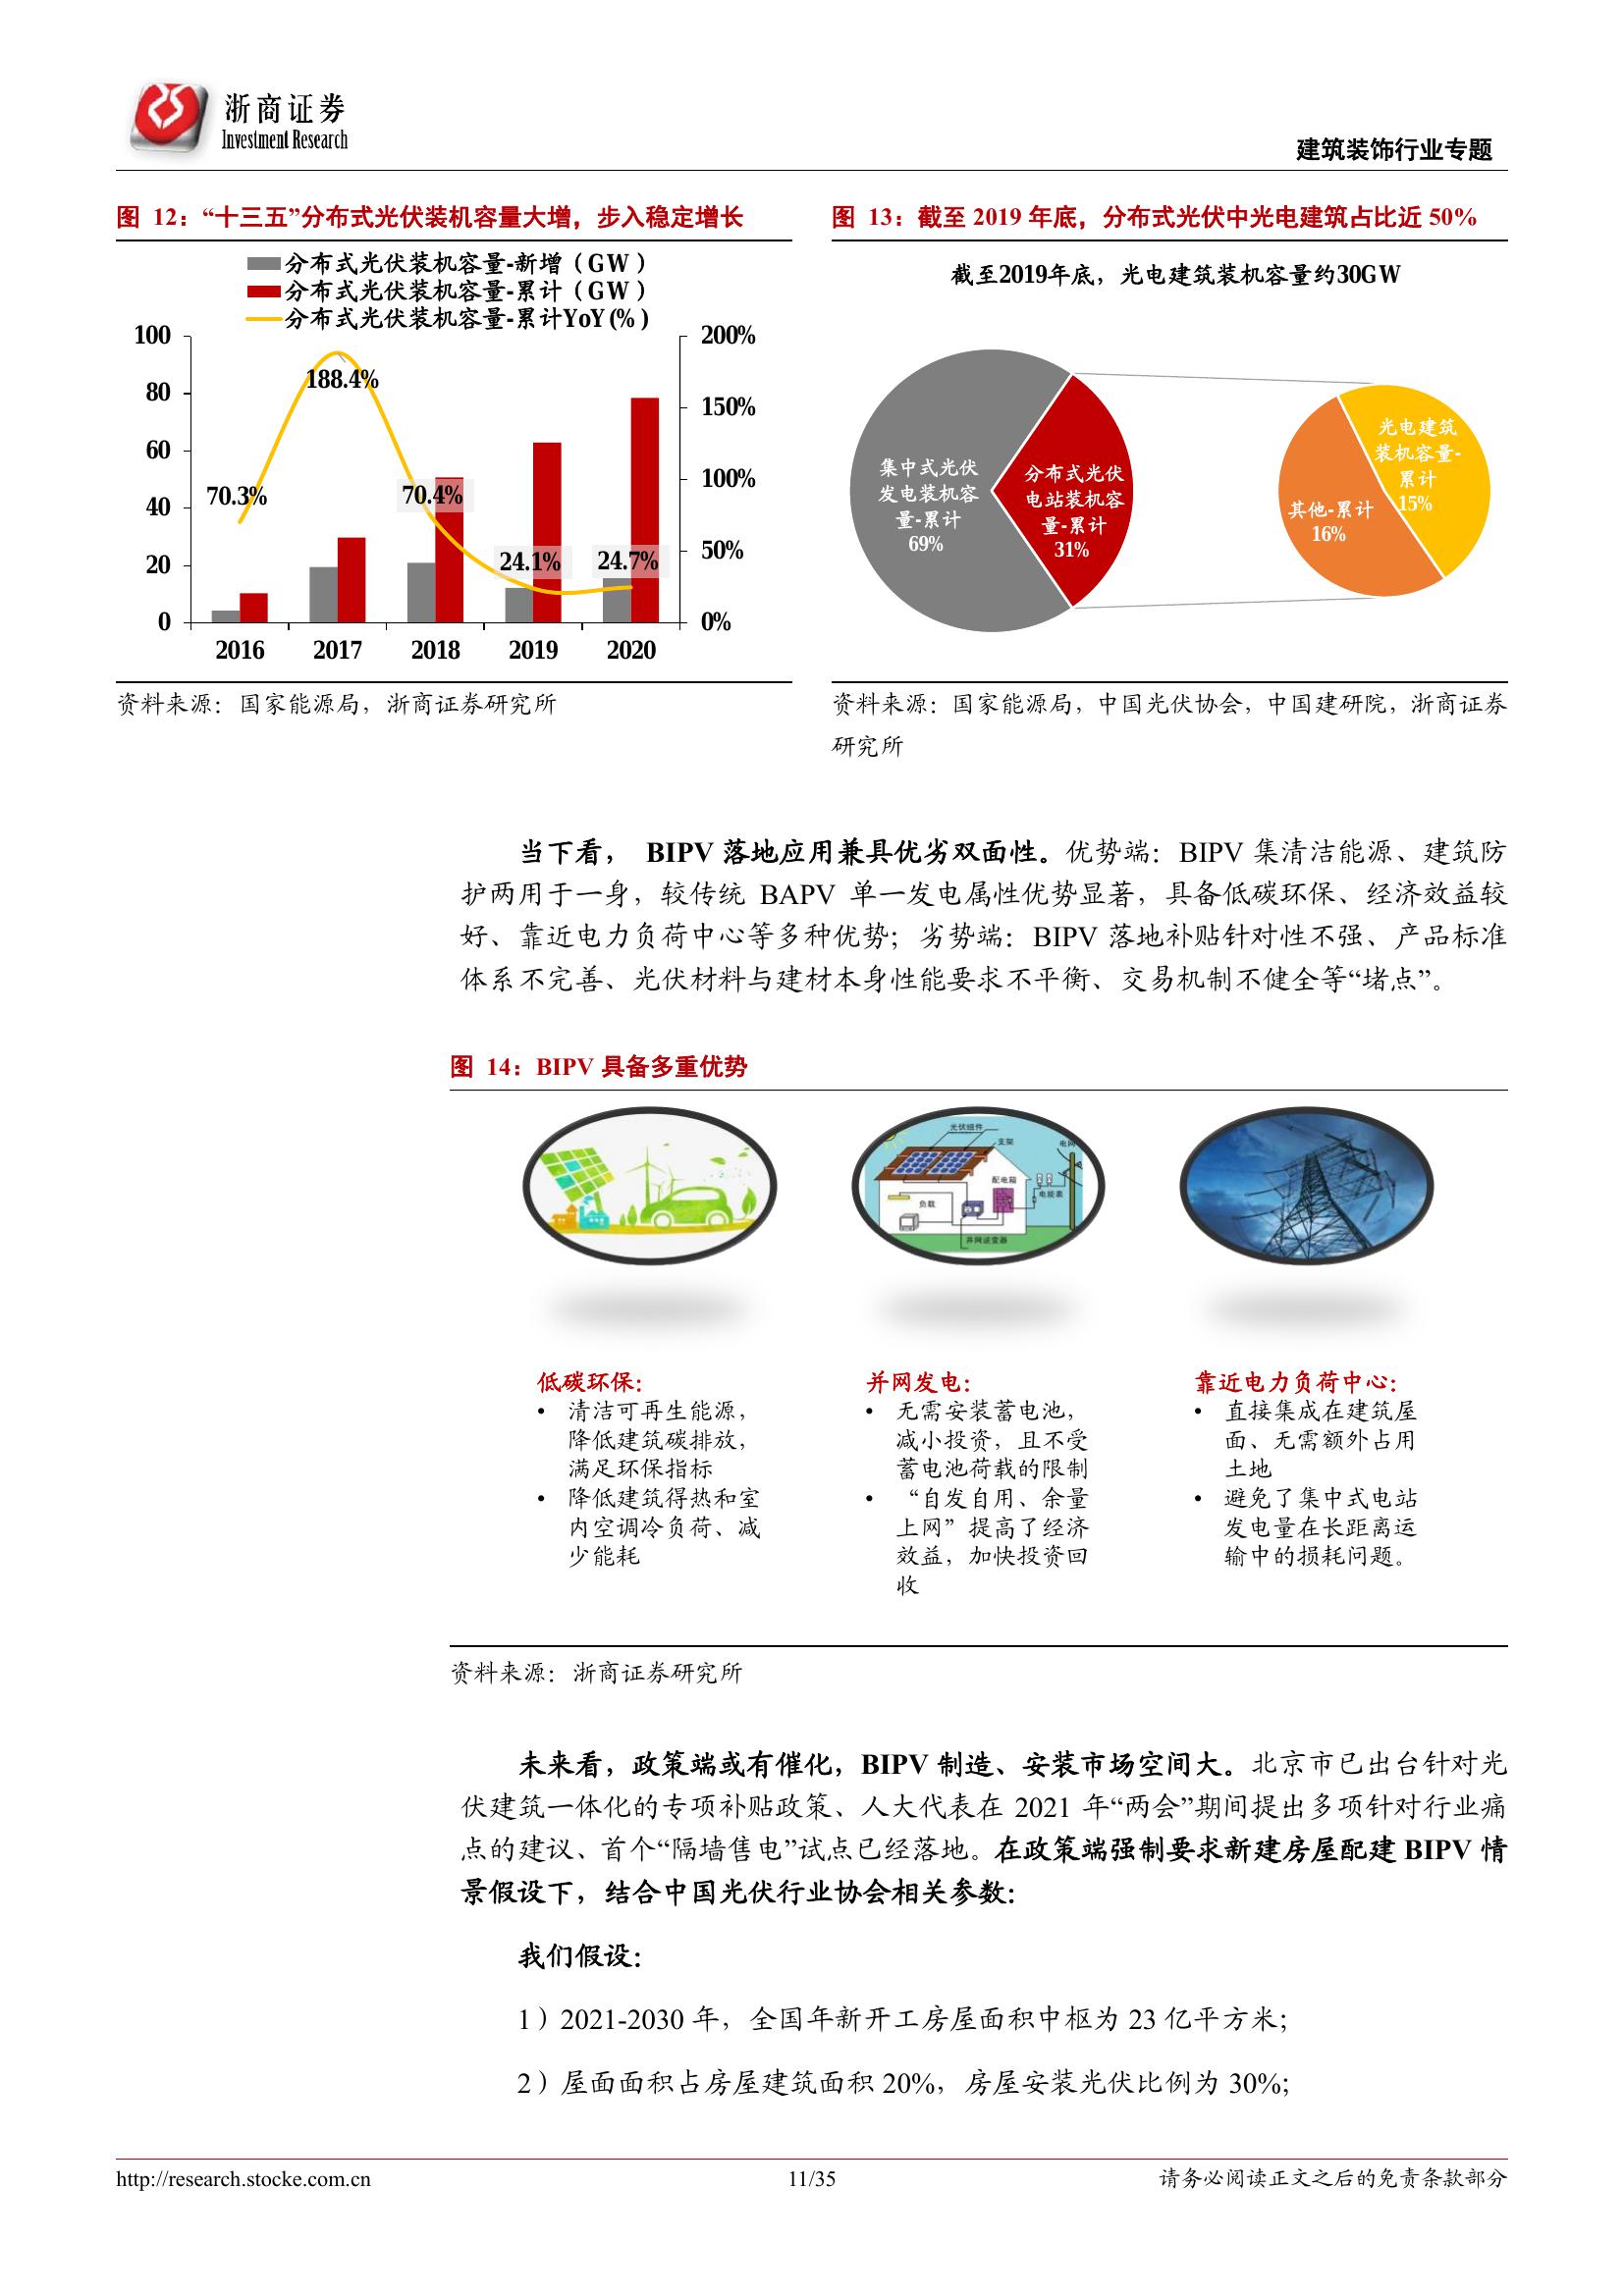 浙商证券
Investment Research
建筑装饰行业专题
图 12：“十三五”分布式光伏装机容量大增，步入稳定增长
分布式光伏装机容量-新增（GW）
分布式光伏装机容量-累计（GW）
分布式光伏装机容量-累计YoY(%)
100
80
60
40
20
0
200%
150%
100%
50%
0%
70.3%
188.4%
70.4%
24.1%
24.7%
2016
2017
2018
2019
2020
资料来源：国家能源局，浙商证券研究所
图 13：截至 2019 年底，分布式光伏中光电建筑占比近 50%
截至2019年底，光电建筑装机容量约30GW
集中式光伏
发电装机容
量-累计
69%
分布式光伏
电站装机容
量-累计
31%
其他-累计
16%
光电建筑
装机容量-
累计
15%
资料来源：国家能源局，中国光伏协会，中国建研院，浙商证券
研究所
当下看， BIPV 落地应用兼具优劣双面性。优势端：BIPV 集清洁能源、建筑防
护两用于一身，较传统 BAPV 单一发电属性优势显著，具备低碳环保、经济效益较
好、靠近电力负荷中心等多种优势；劣势端：BIPV 落地补贴针对性不强、产品标准
体系不完善、光伏材料与建材本身性能要求不平衡、交易机制不健全等“堵点”。
图 14：BIPV 具备多重优势
光伏组件
支架
电网
配电箱
电能表
负载
并网逆变器
低碳环保：
• 清洁可再生能源，
降低建筑碳排放，
满足环保指标
• 降低建筑得热和室
内空调冷负荷、减
少能耗
并网发电：
• 无需安装蓄电池，
减小投资，且不受
蓄电池荷载的限制
• “自发自用、余量
上网”提高了经济
效益，加快投资回
收
靠近电力负荷中心：
• 直接集成在建筑屋
面、无需额外占用
土地
• 避免了集中式电站
发电量在长距离运
输中的损耗问题。
资料来源：浙商证券研究所
未来看，政策端或有催化，BIPV 制造、安装市场空间大。北京市已出台针对光
伏建筑一体化的专项补贴政策、人大代表在 2021 年“两会”期间提出多项针对行业痛
点的建议、首个“隔墙售电”试点已经落地。在政策端强制要求新建房屋配建 BIPV 情
景假设下，结合中国光伏行业协会相关参数：
我们假设：
1）2021-2030 年，全国年新开工房屋面积中枢为 23 亿平方米；
2）屋面面积占房屋建筑面积 20%，房屋安装光伏比例为 30%；
http://research.stocke.com.cn
11/35
请务必阅读正文之后的免责条款部分